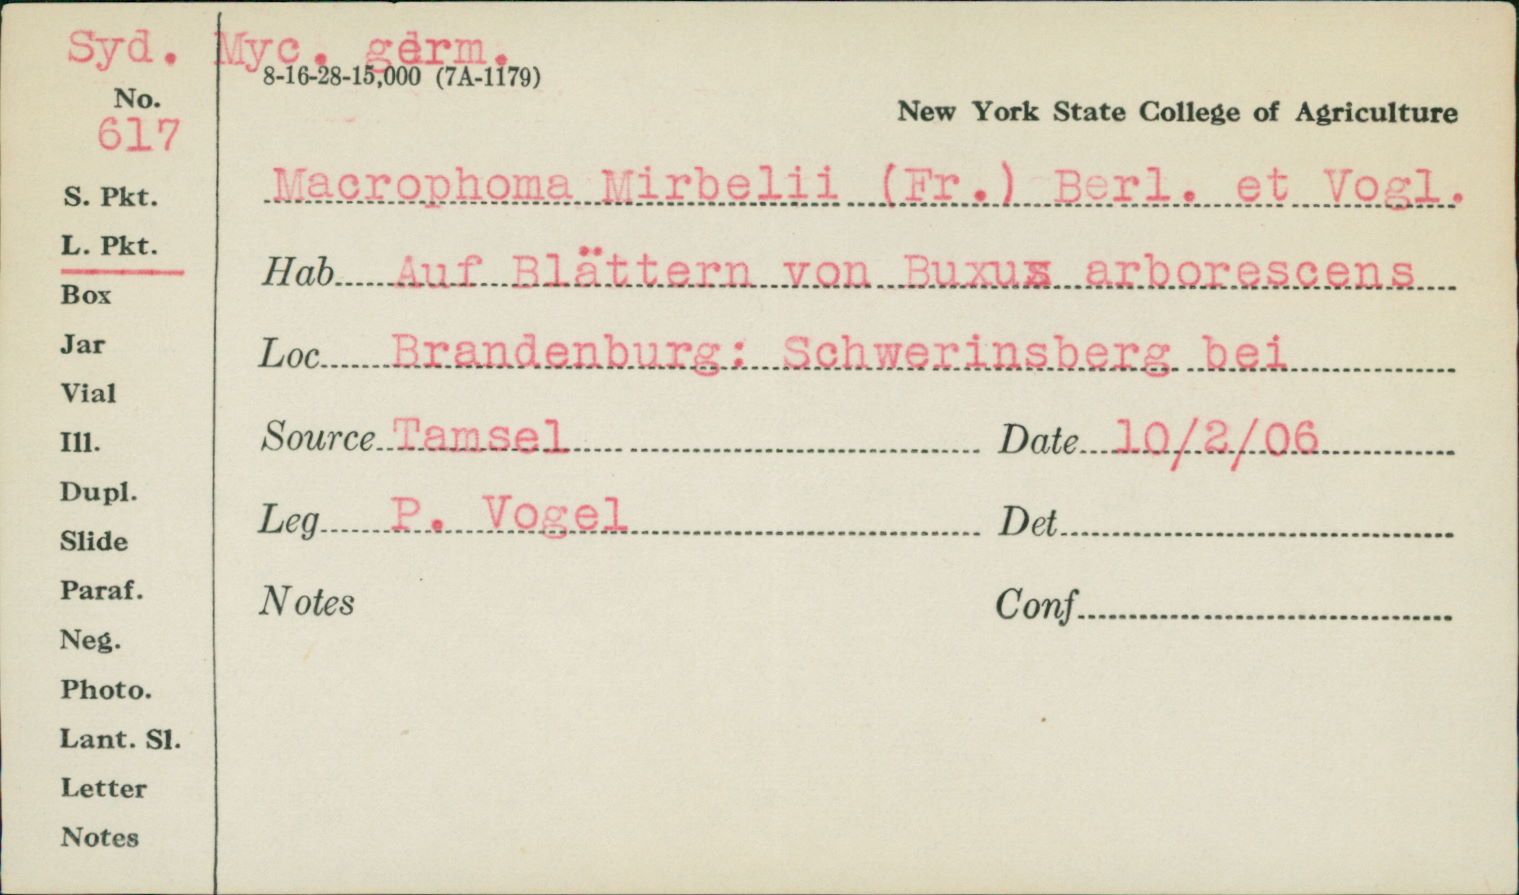 Syd. Myc. germ.
8-16-28-15,000 (7A-1179)
No.
617
New York State College of Agriculture
Macrophoma Mirbelii (Fr.) Berl. et Vogl.
S. Pkt.
L. Pkt.
Hab. Auf Blättern von Buxus arborescens
Box
Jar
Loc. Brandenburg: Schwerinsberg bei
Vial
Ill.
Source Tamsel Date 10/2/06
Dupl.
Slide
Leg. P. Vogel Det.
Paraf.
Notes Conf.
Neg.
Photo.
Lant. Sl.
Letter
Notes